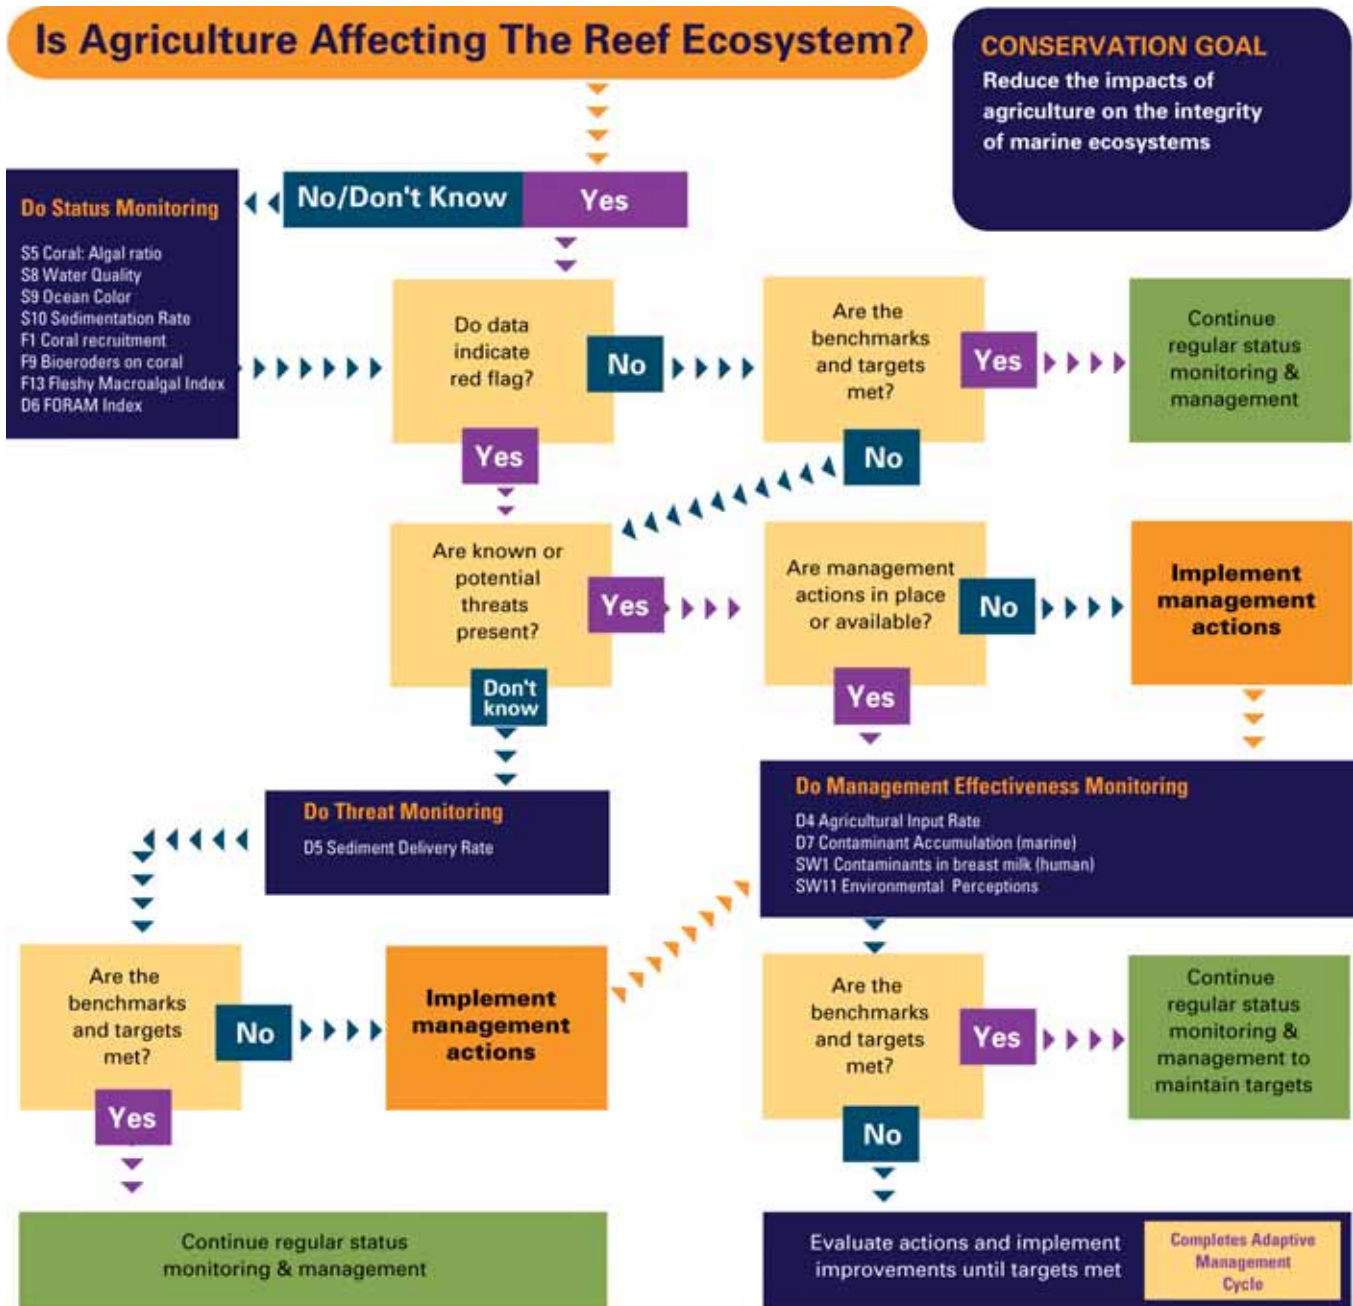 Is Agriculture Affecting The Reef Ecosystem?
CONSERVATION GOAL
Reduce the impacts of
agriculture on the integrity
of marine ecosystems
No/Don't Know
Yes
Do Status Monitoring
S5 Coral: Algal ratio
S8 Water Quality
S9 Ocean Color
S10 Sedimentation Rate
F1 Coral recruitment
F9 Bioeroders on coral
F13 Fleshy Macroalgal Index
D6 FORAM Index
Do data
indicate
red flag?
No
Yes
Are the
benchmarks
and targets
met?
Yes
No
Continue
regular status
monitoring &
management
Are known or
potential
threats
present?
Yes
Don't
know
Are management
actions in place
or available?
No
Yes
Implement
management
actions
Do Threat Monitoring
D5 Sediment Delivery Rate
Do Management Effectiveness Monitoring
D4 Agricultural Input Rate
D7 Contaminant Accumulation (marine)
SW1 Contaminants in breast milk (human)
SW11 Environmental Perceptions
Are the
benchmarks
and targets
met?
No
Yes
Implement
management
actions
Are the
benchmarks
and targets
met?
Yes
No
Continue
regular status
monitoring &
management to
maintain targets
Continue regular status
monitoring & management
Evaluate actions and implement
improvements until targets met
Completes Adaptive
Management
Cycle